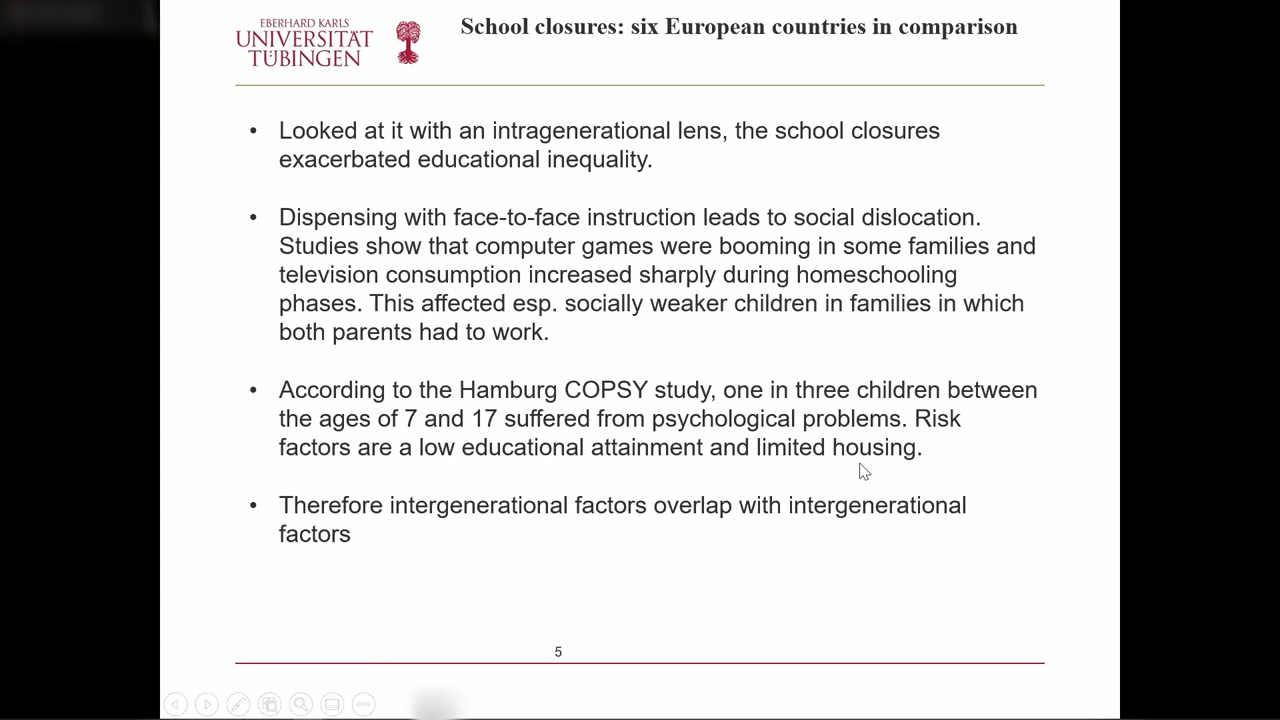 EBERHARD KARLS
UNIVERSITÄT
TÜBINGEN
School closures: six European countries in comparison
• Looked at it with an intragenerational lens, the school closures
exacerbated educational inequality.
• Dispensing with face-to-face instruction leads to social dislocation.
Studies show that computer games were booming in some families and
television consumption increased sharply during homeschooling
phases. This affected esp. socially weaker children in families in which
both parents had to work.
• According to the Hamburg COPSY study, one in three children between
the ages of 7 and 17 suffered from psychological problems. Risk
factors are a low educational attainment and limited housing.
• Therefore intergenerational factors overlap with intergenerational
factors
5